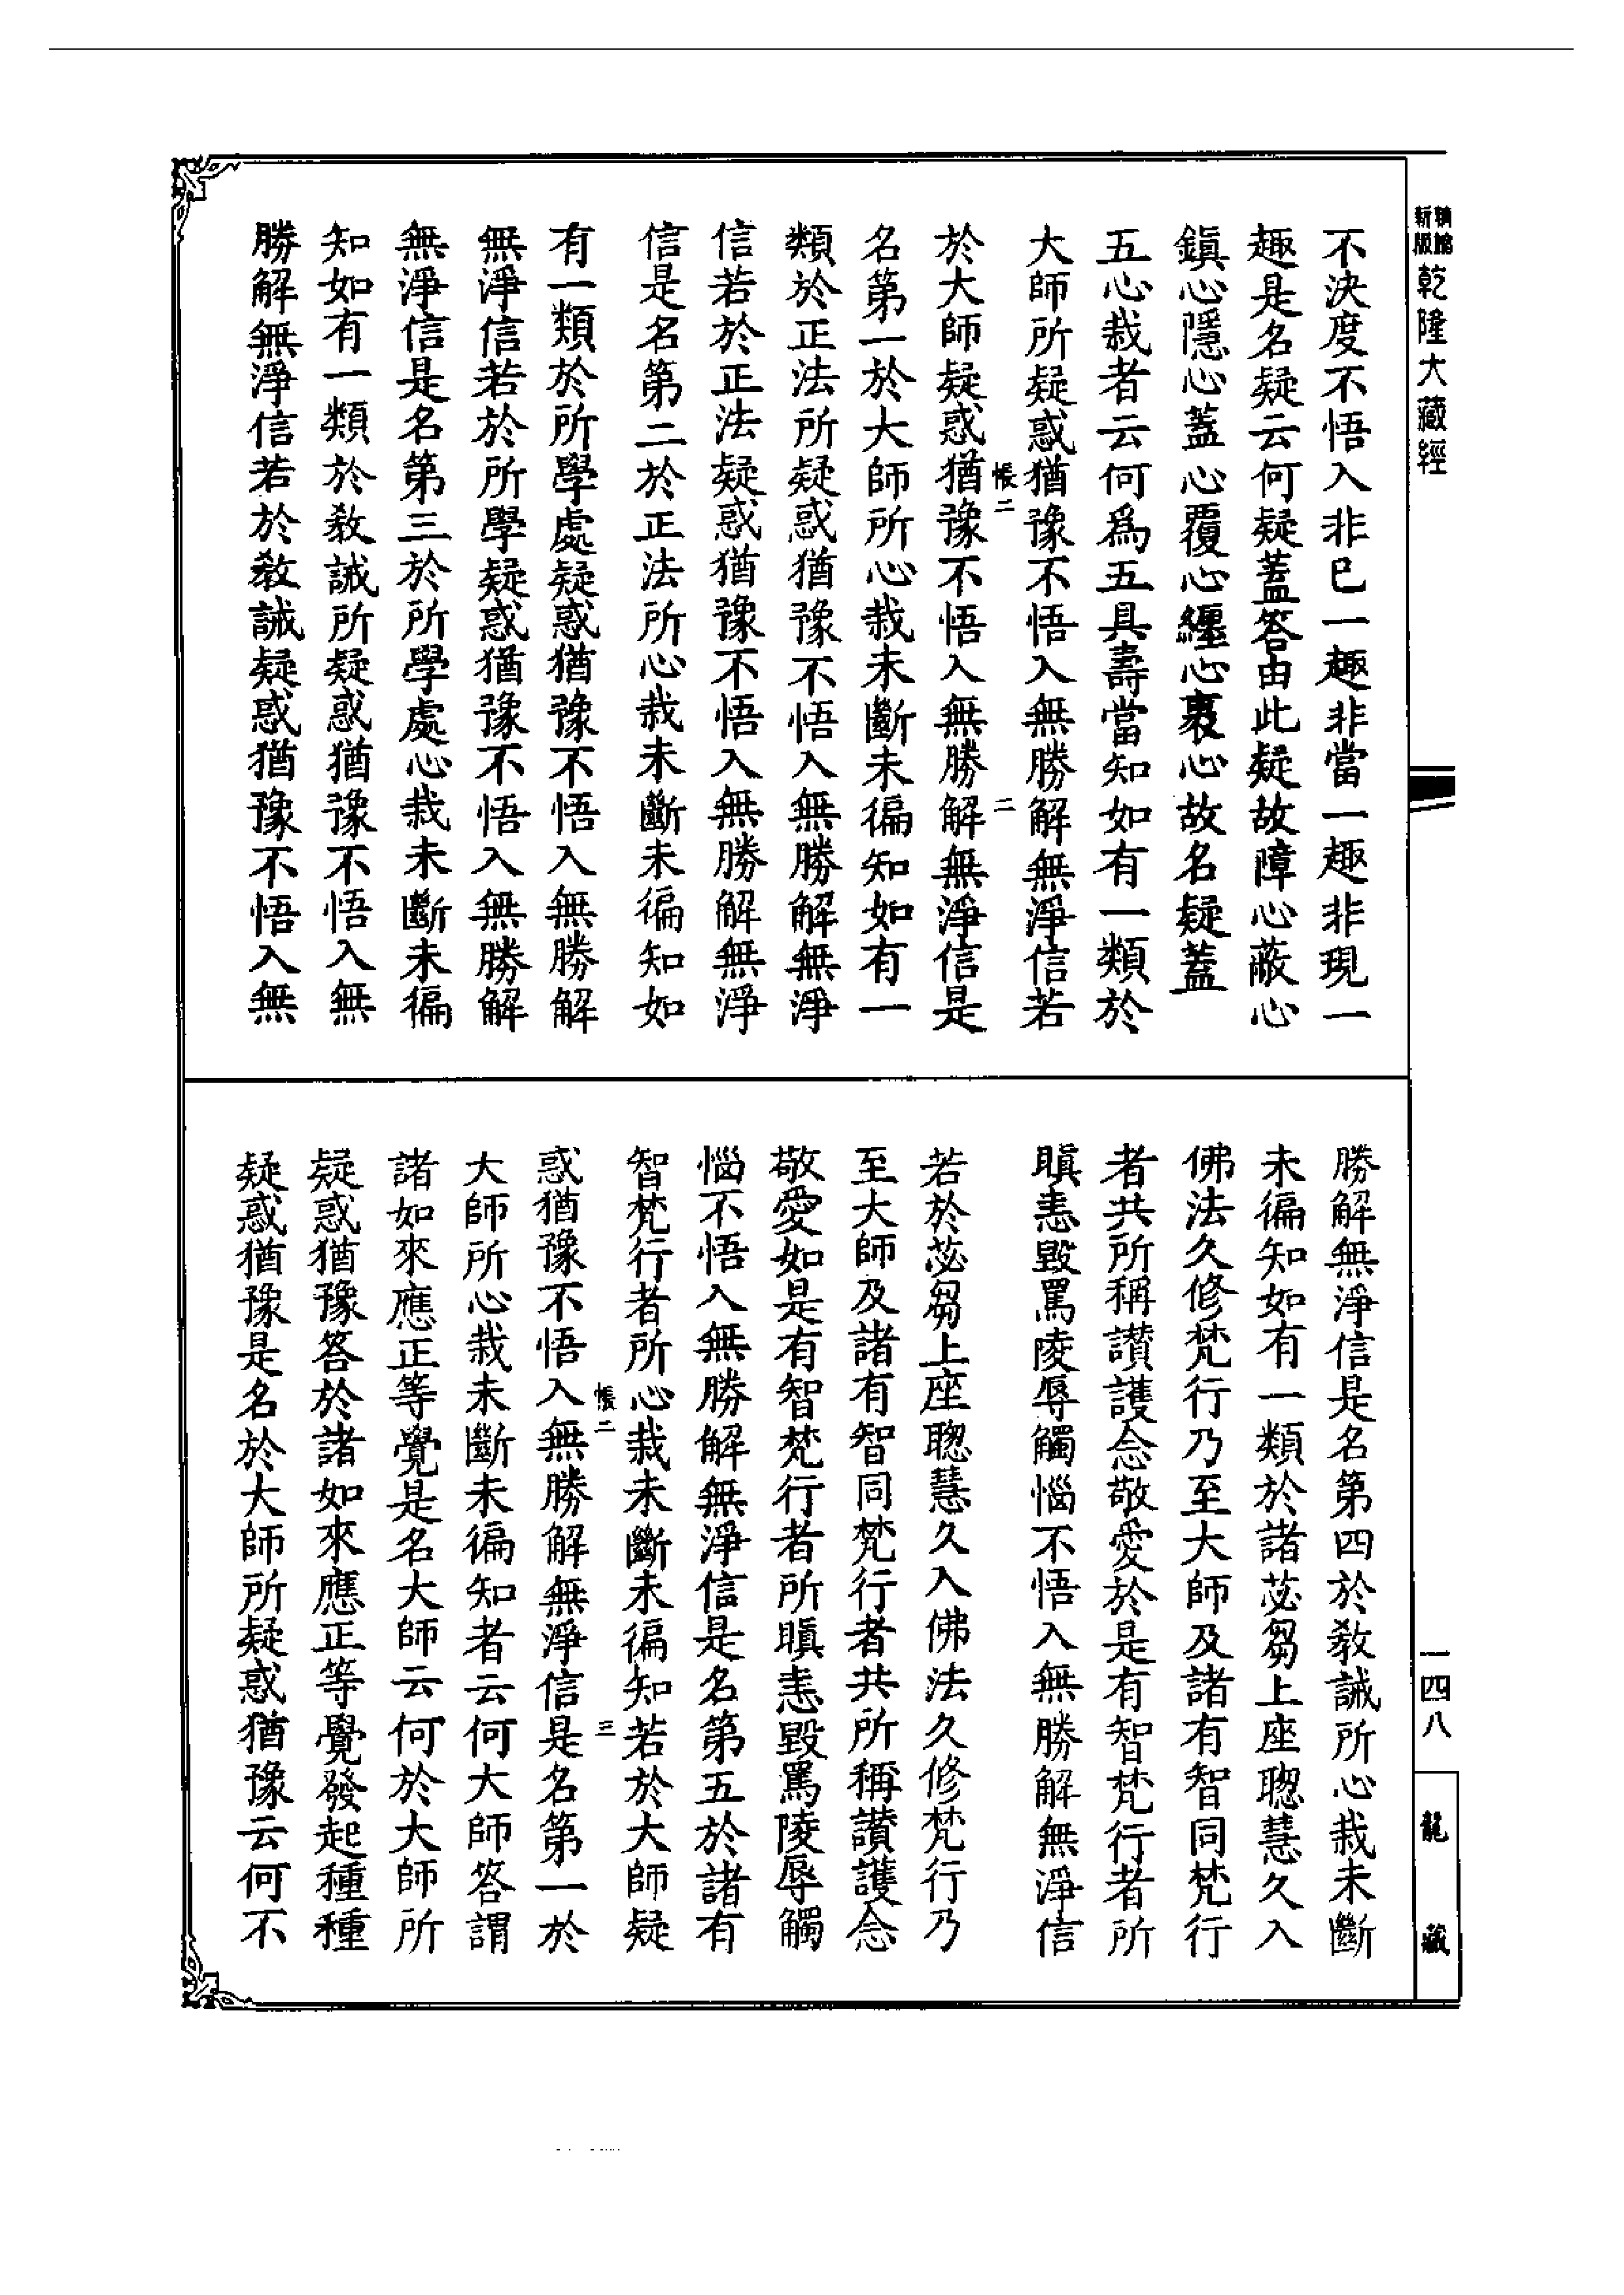 精縮
新版
乾隆大藏經
不決度不悟入非已一趣非當一趣非現一
趣是名疑云何疑蓋答由此疑故障心蔽心
鎭心隱心蓋心覆心纏心裹心故名疑蓋
五心栽者云何爲五具壽當知如有一類於
大師所疑惑猶豫不悟入無勝解無淨信若
帳二
二
於大師疑惑猶豫不悟入無勝解無淨信是
名第一於大師所心栽未斷未徧知如有一
類於正法所疑惑猶豫不悟入無勝解無淨
信若於正法疑惑猶豫不悟入無勝解無淨
信是名第二於正法所心栽未斷未徧知如
有一類於所學處疑惑猶豫不悟入無勝解
無淨信若於所學疑惑猶豫不悟入無勝解
無淨信是名第三於所學處心栽未斷未徧
知如有一類於敎誡所疑惑猶豫不悟入無
勝解無淨信若於敎誡疑惑猶豫不悟入無
勝解無淨信是名第四於敎誡所心栽未斷
未徧知如有一類於諸苾芻上座聰慧久入
佛法久修梵行乃至大師及諸有智同梵行
者共所稱讃護念敬愛於是有智梵行者所
瞋恚毀罵陵辱觸惱不悟入無勝解無淨信
若於苾芻上座聰慧久入佛法久修梵行乃
至大師及諸有智同梵行者共所稱讃護念
敬愛如是有智梵行者所瞋恚毀罵陵辱觸
惱不悟入無勝解無淨信是名第五於諸有
智梵行者所心栽未斷未徧知若於大師疑
帳二
三
惑猶豫不悟入無勝解無淨信是名第一於
大師所心栽未斷未徧知者云何大師答謂
諸如來應正等覺是名大師云何於大師所
疑惑猶豫答於諸如來應正等覺發起種種
疑惑猶豫是名於大師所疑惑猶豫云何不
一四八
龍藏